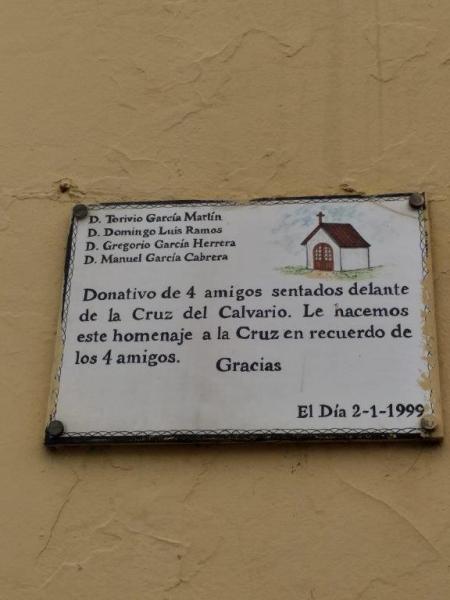 D. Torivio García Martín
D. Domingo Luis Ramos
D. Gregorio García Herrera
D. Manuel García Cabrera
Donativo de 4 amigos sentados delante
de la Cruz del Calvario. Le hacemos
este homenaje a la Cruz en recuerdo de
los 4 amigos.
Gracias
El Día 2-1-1999